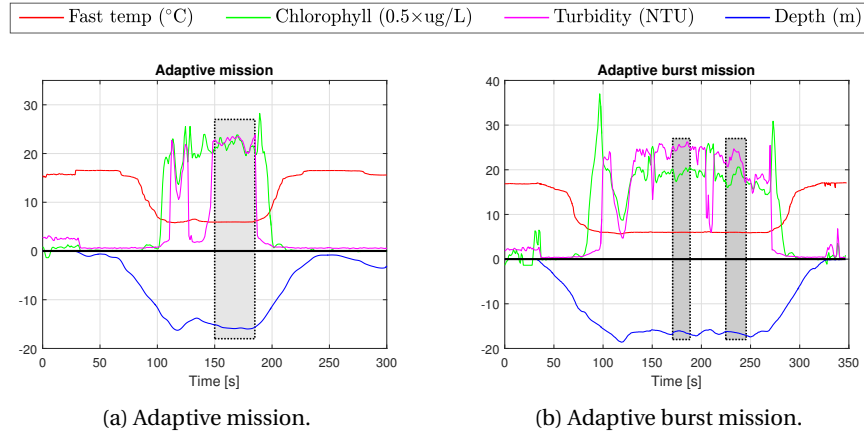 Fast temp (°C) Chlorophyll (0.5×ug/L) Turbidity (NTU) Depth (m)
Adaptive mission
30
20
10
0
-10
-20
0 50 100 150 200 250 300
Time [s]
(a) Adaptive mission.
Adaptive burst mission
40
30
20
10
0
-10
-20
0 50 100 150 200 250 300 350
Time [s]
(b) Adaptive burst mission.